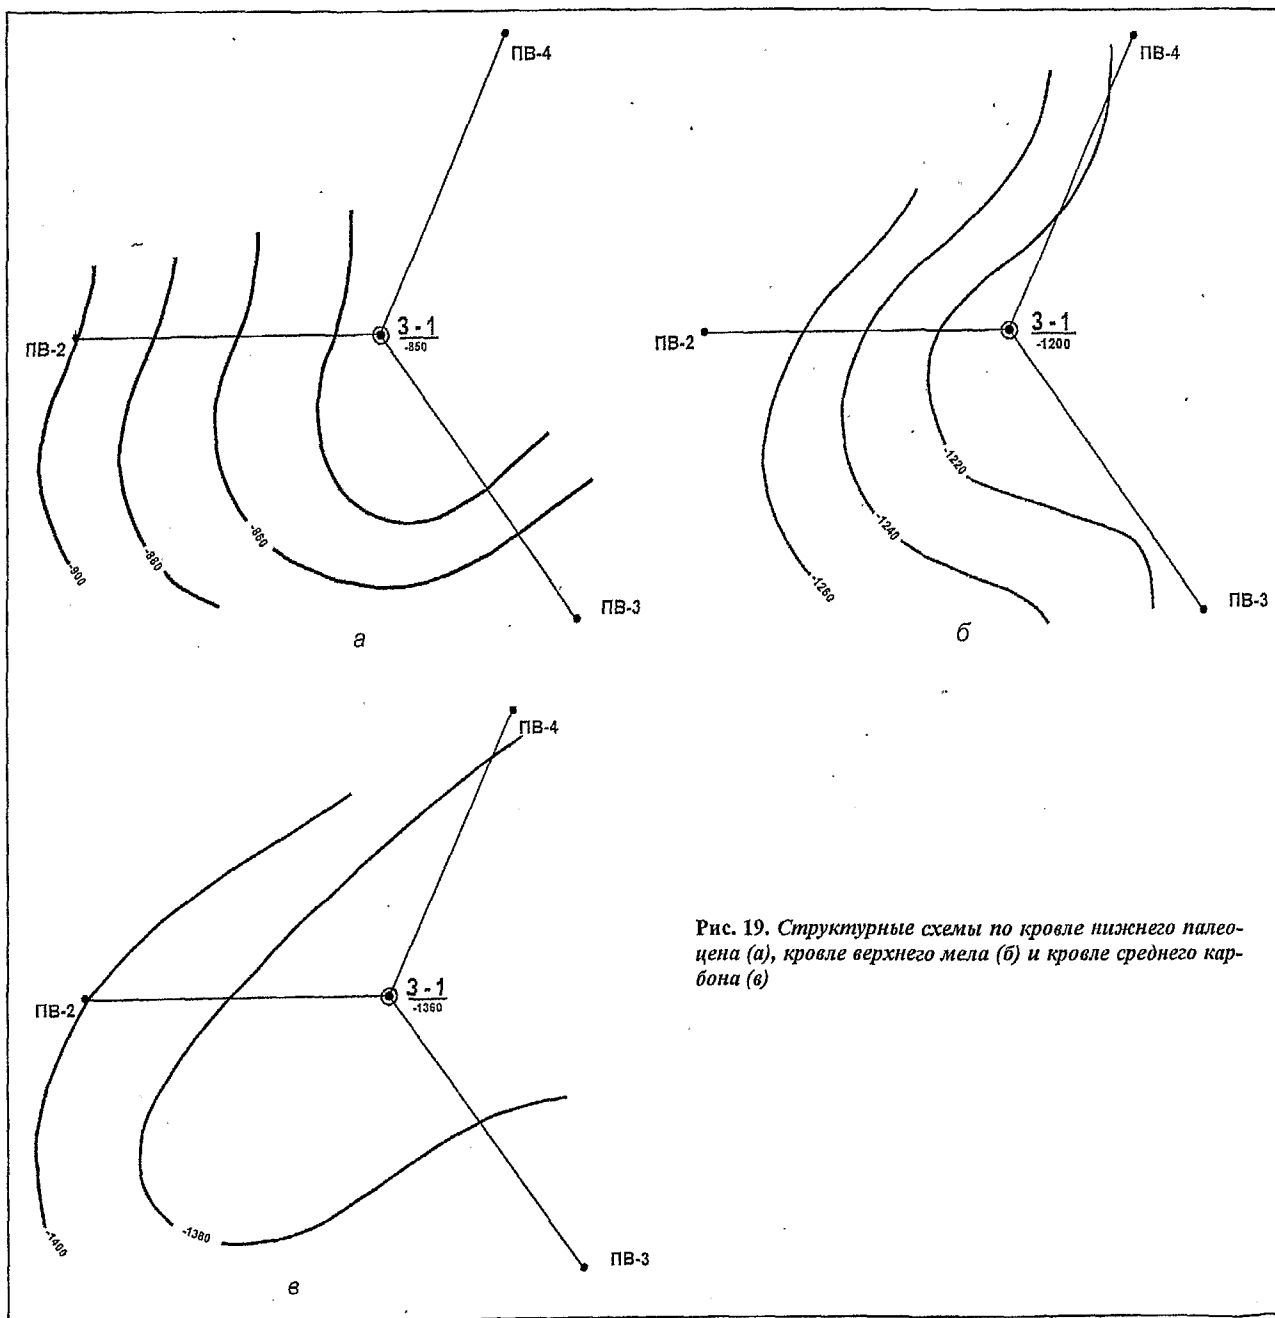 ПВ-4
ПВ-2
3 - 1
-850
-860
-880
-900
ПВ-3
а
ПВ-4
ПВ-2
3 - 1
-1200
-1220
-1240
-1260
ПВ-3
б
ПВ-4
ПВ-2
3 - 1
-1360
-1380
-1400
ПВ-3
в
Рис. 19. Структурные схемы по кровле нижнего палео-
цена (а), кровле верхнего мела (б) и кровле среднего кар-
бона (в)